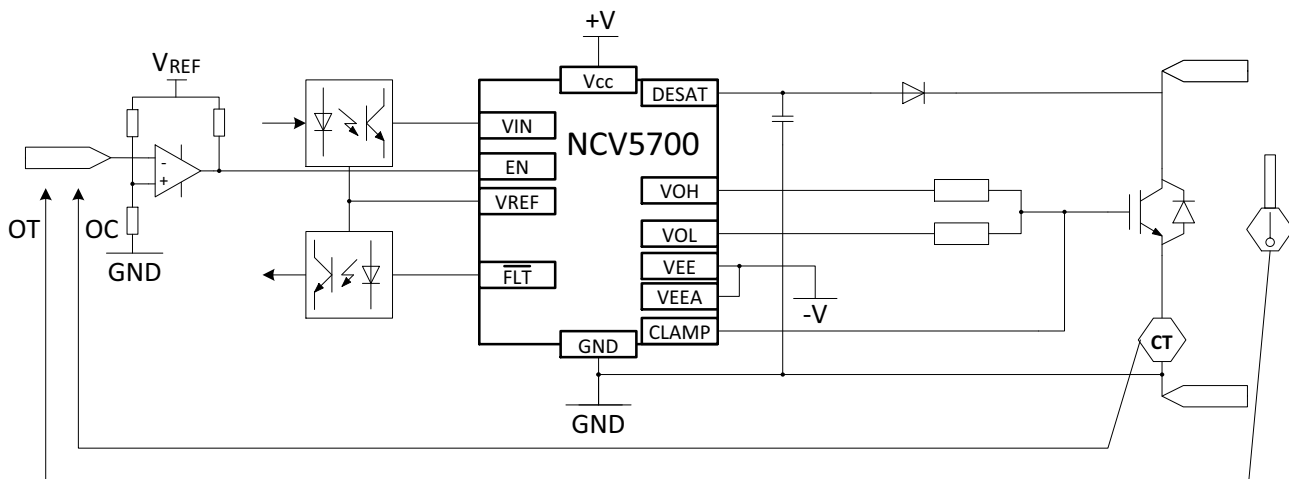 +V
VREF
Vcc
DESAT
VIN
NCV5700
-
EN
+
VREF
VOH
OT
OC
VOL
GND
VEE
FLT
VEEA
-V
CLAMP
GND
CT
GND